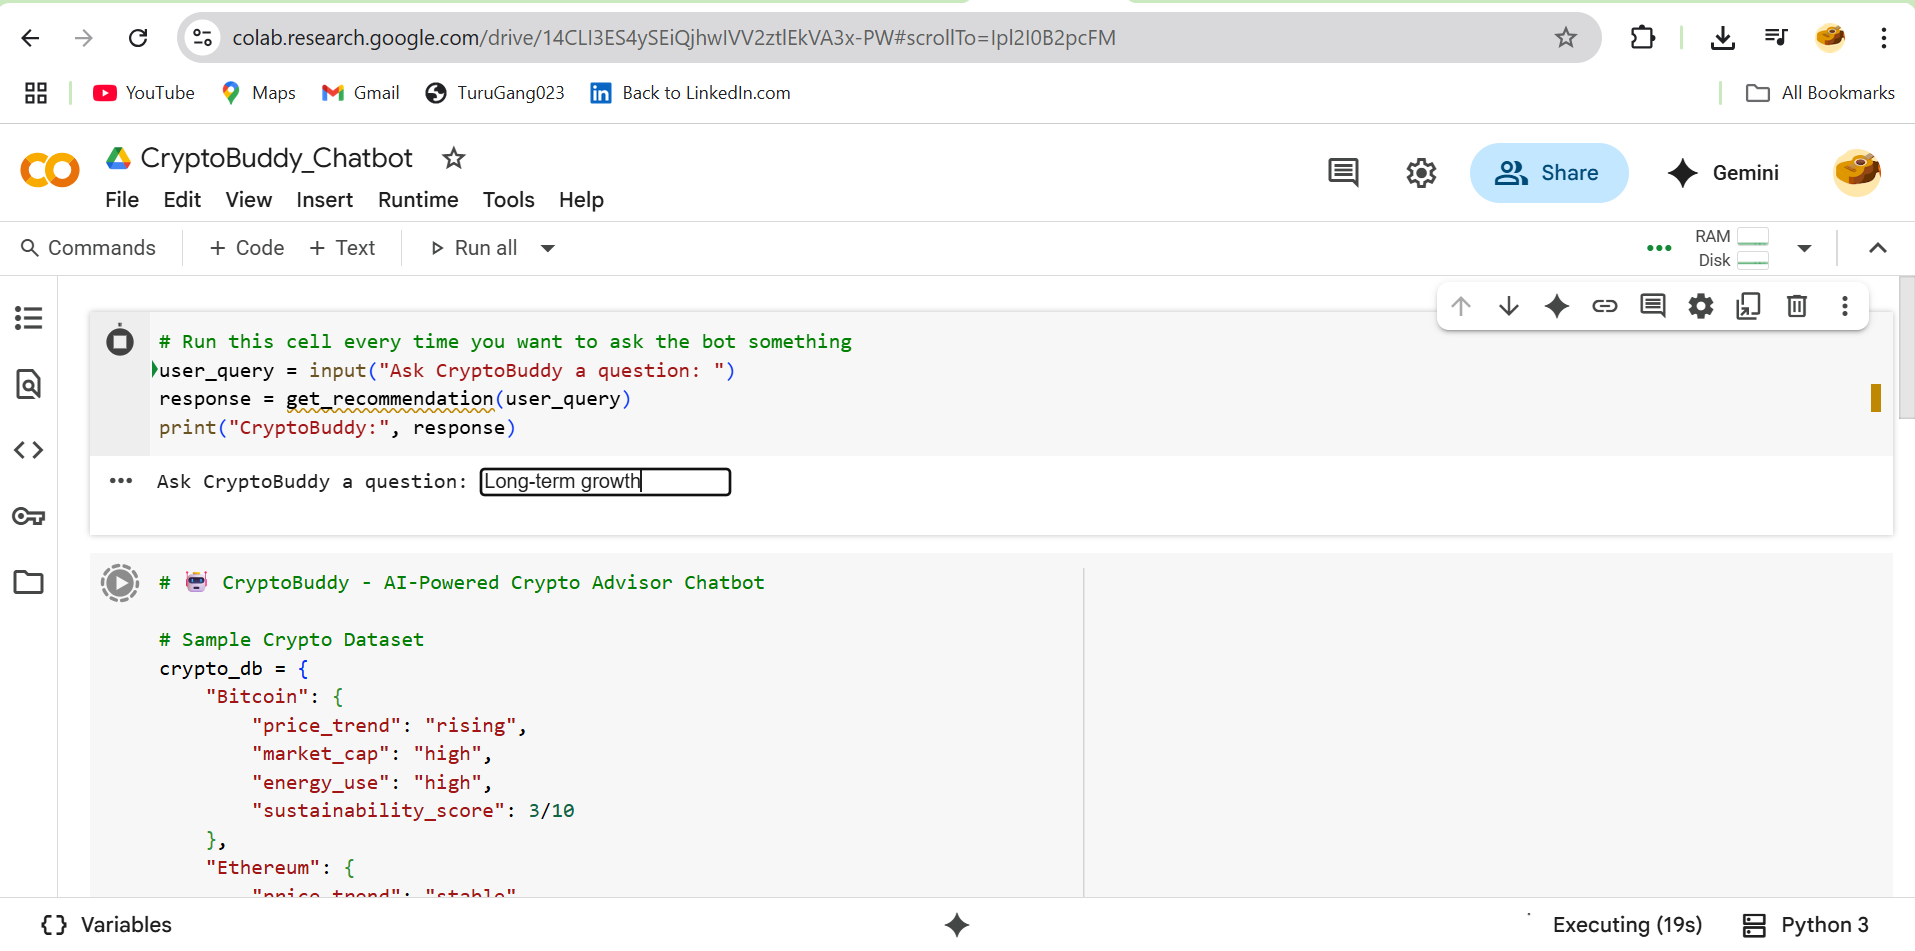 colab.research.google.com/drive/14CLI3ES4ySEiQjhwIVV2ztlEkVA3x-PW#scrollTo=Ipl2I0B2pcFM
YouTube Maps Gmail TuruGang023 Back to LinkedIn.com All Bookmarks
CryptoBuddy_Chatbot
Share Gemini
File Edit View Insert Runtime Tools Help
Commands + Code + Text Run all
RAM
Disk
# Run this cell every time you want to ask the bot something
user_query = input("Ask CryptoBuddy a question: ")
response = get_recommendation(user_query)
print("CryptoBuddy:", response)
Ask CryptoBuddy a question: Long-term growth
# 🤖 CryptoBuddy - AI-Powered Crypto Advisor Chatbot
# Sample Crypto Dataset
crypto_db = {
"Bitcoin": {
"price_trend": "rising",
"market_cap": "high",
"energy_use": "high",
"sustainability_score": 3/10
},
"Ethereum": {
"price_trend": "stable"
{} Variables Executing (19s) Python 3